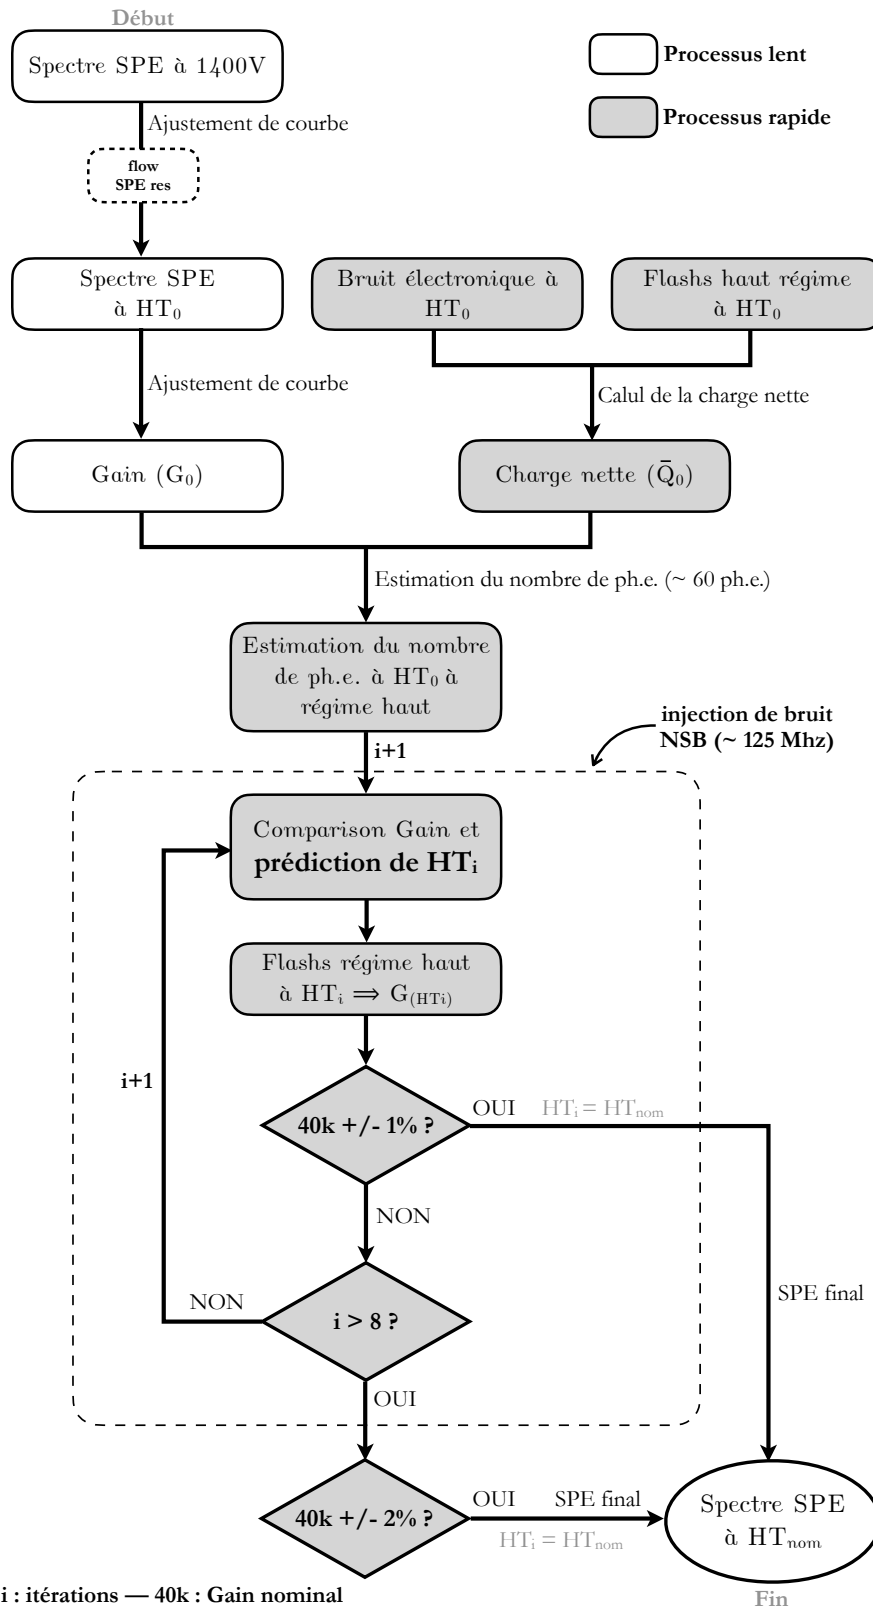 Début
Spectre SPE à 1400V
Processus lent
Processus rapide
Ajustement de courbe
flow
SPE res
Spectre SPE
à HT₀
Bruit électronique à
HT₀
Flashs haut régime
à HT₀
Ajustement de courbe
Calul de la charge nette
Gain (G₀)
Charge nette (Q̄₀)
Estimation du nombre de ph.e. (~ 60 ph.e.)
Estimation du nombre
de ph.e. à HT₀ à
régime haut
injection de bruit
NSB (~ 125 Mhz)
i+1
Comparison Gain et
prédiction de HTᵢ
Flashs régime haut
à HTᵢ ⟹ G₍HTi₎
i+1
40k +/- 1% ?
OUI
HTᵢ = HTnom
NON
SPE final
NON
i > 8 ?
OUI
40k +/- 2% ?
OUI
SPE final
HTᵢ = HTnom
Spectre SPE
à HTnom
i : itérations — 40k : Gain nominal
Fin